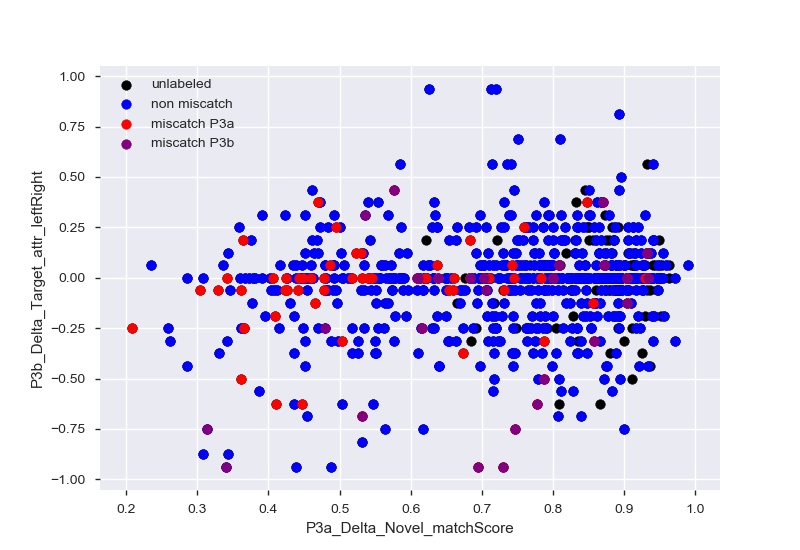 unlabeled
non miscatch
miscatch P3a
miscatch P3b
1.00
0.75
0.50
0.25
0.00
−0.25
−0.50
−0.75
−1.00
P3b_Delta_Target_attr_leftRight
0.2 0.3 0.4 0.5 0.6 0.7 0.8 0.9 1.0
P3a_Delta_Novel_matchScore